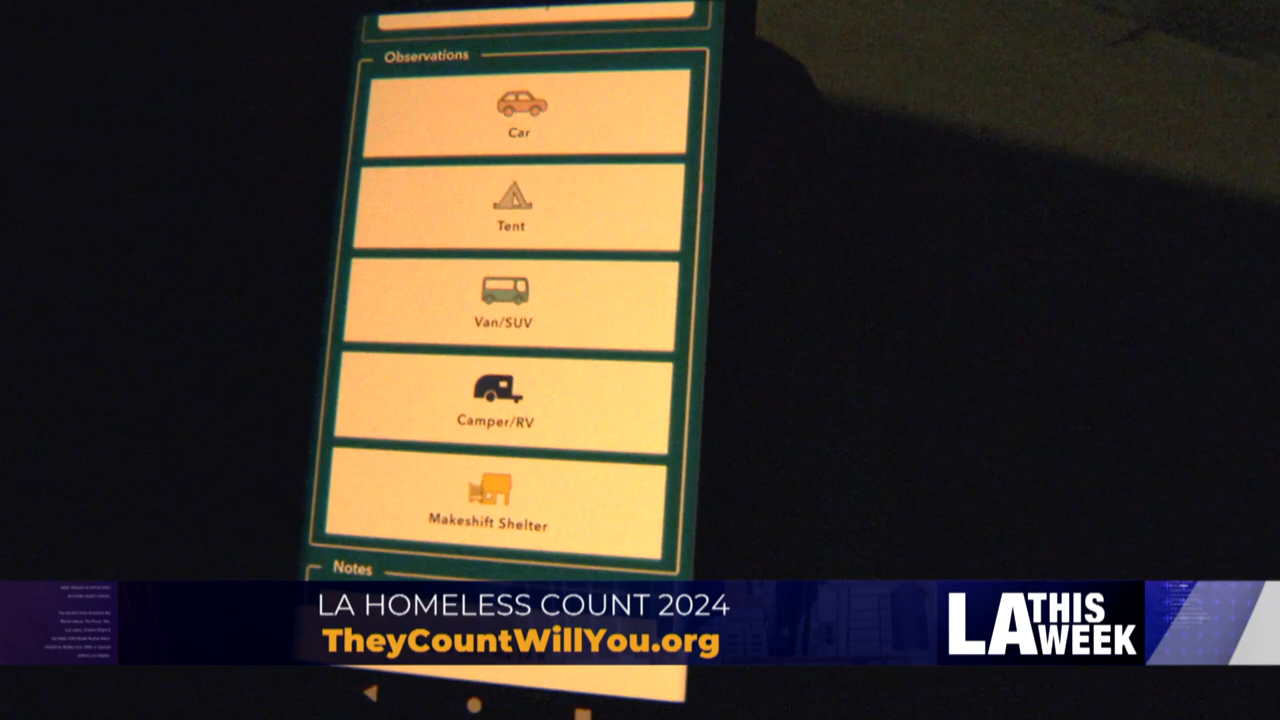 Observations
Car
Tent
Van/SUV
Camper/RV
Makeshift Shelter
Notes
LA HOMELESS COUNT 2024
TheyCountWillYou.org
LA THIS
WEEK